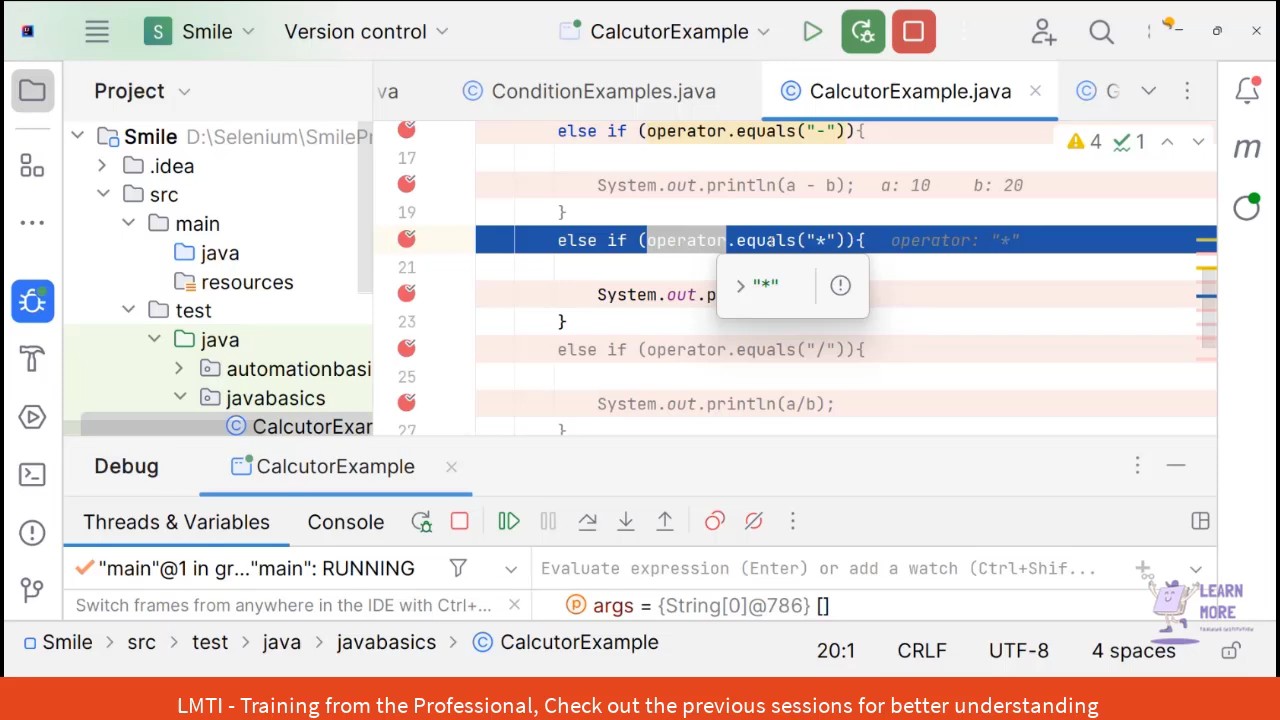 S Smile Version control CalcutorExample
Project va ConditionExamples.java CalcutorExample.java G
Smile D:\Selenium\SmilePr
else if (operator.equals("-")){
4 1
.idea
17
src
System.out.println(a - b); a: 10 b: 20
main
19 }
java
else if (operator.equals("*")){ operator: "*"
resources
21
"*"
test
System.out.p
java
23 }
automationbasi
else if (operator.equals("/")){
javabasics
25
CalcutorExar
System.out.println(a/b);
27 }
m
Debug CalcutorExample
Threads & Variables Console
"main"@1 in gr..."main": RUNNING
Evaluate expression (Enter) or add a watch (Ctrl+Shif...
Switch frames from anywhere in the IDE with Ctrl+...
args = {String[0]@786} []
LEARN
MORE
Smile src test java javabasics CalcutorExample
20:1 CRLF UTF-8 4 spaces
LMTI - Training from the Professional, Check out the previous sessions for better understanding